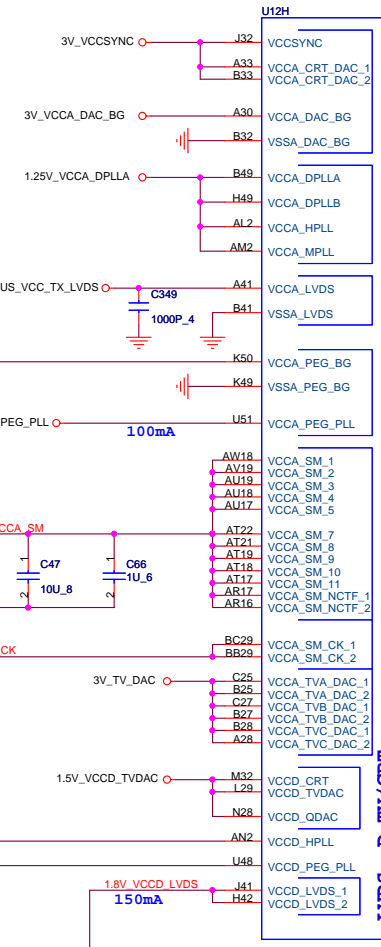 U12H
3V_VCCSYNC J32 VCCSYNC
A33 VCCA_CRT_DAC_1
B33 VCCA_CRT_DAC_2
3V_VCCA_DAC_BG A30 VCCA_DAC_BG
B32 VSSA_DAC_BG
1.25V_VCCA_DPLLA B49 VCCA_DPLLA
H49 VCCA_DPLLB
AL2 VCCA_HPLL
AM2 VCCA_MPLL
US_VCC_TX_LVDS A41 VCCA_LVDS
C349
1000P_4
B41 VSSA_LVDS
K50 VCCA_PEG_BG
K49 VSSA_PEG_BG
PEG_PLL U51 VCCA_PEG_PLL
100mA
AW18 VCCA_SM_1
AV19 VCCA_SM_2
AU19 VCCA_SM_3
AU18 VCCA_SM_4
AU17 VCCA_SM_5
CCA_SM AT22 VCCA_SM_7
AT21 VCCA_SM_8
AT19 VCCA_SM_9
AT18 VCCA_SM_10
AT17 VCCA_SM_11
AR17 VCCA_SM_NCTF_1
AR16 VCCA_SM_NCTF_2
1 C47 1 C66
1U_6
2 10U_8 2
BC29 VCCA_SM_CK_1
CK BB29 VCCA_SM_CK_2
3V_TV_DAC C25 VCCA_TVA_DAC_1
B25 VCCA_TVA_DAC_2
C27 VCCA_TVB_DAC_1
B27 VCCA_TVB_DAC_2
B28 VCCA_TVC_DAC_1
A28 VCCA_TVC_DAC_2
1.5V_VCCD_TVDAC M32 VCCD_CRT
L29 VCCD_TVDAC
N28 VCCD_QDAC
AN2 VCCD_HPLL
U48 VCCD_PEG_PLL
1.8V_VCCD_LVDS J41 VCCD_LVDS_1
150mA H42 VCCD_LVDS_2